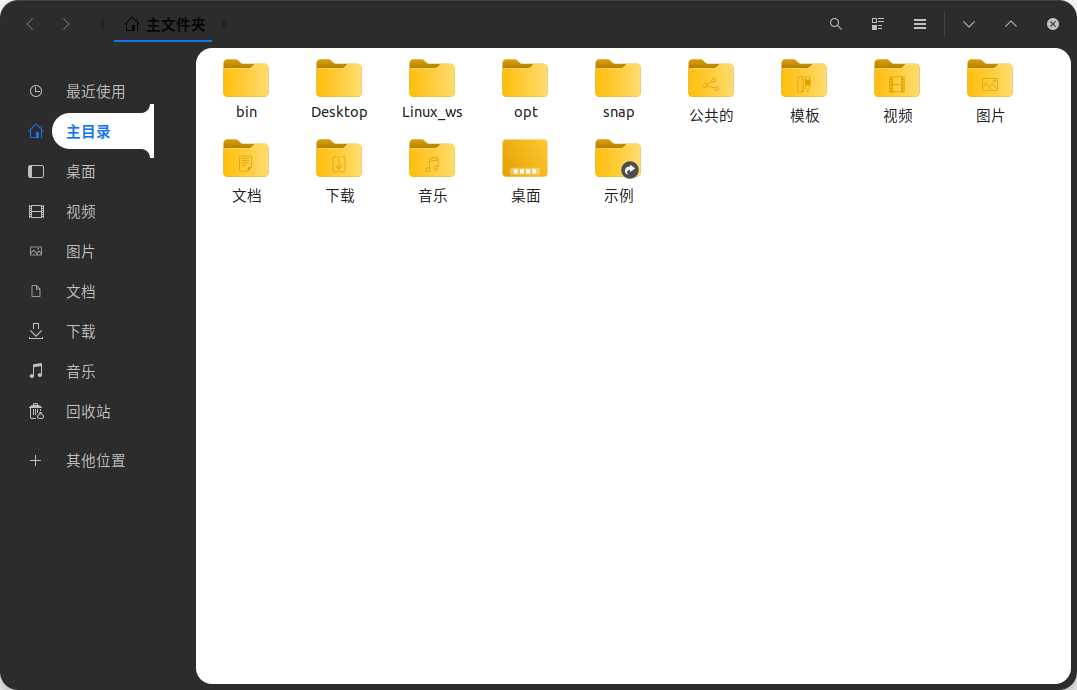 主文件夹
最近使用
主目录
桌面
视频
图片
文档
下载
音乐
回收站
其他位置
bin
Desktop
Linux_ws
opt
snap
公共的
模板
视频
图片
文档
下载
音乐
桌面
示例